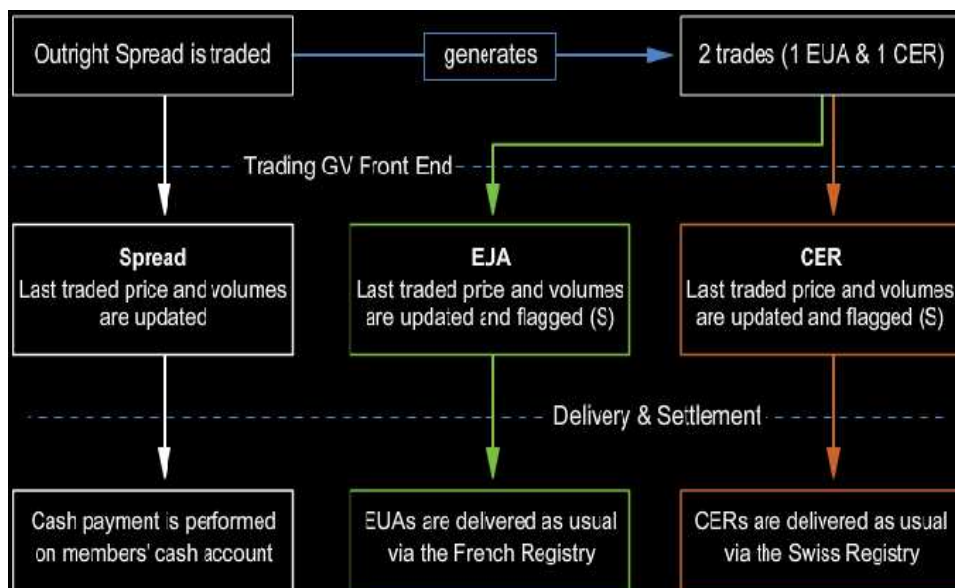 Outright Spread is traded
generates
2 trades (1 EUA & 1 CER)
Trading GV Front End
Spread
Last traded price and volumes
are updated
EJA
Last traded price and volumes
are updated and flagged (S)
CER
Last traded price and volumes
are updated and flagged (S)
Delivery & Settlement
Cash payment is performed
on members' cash account
EUAs are delivered as usual
via the French Registry
CERs are delivered as usual
via the Swiss Registry